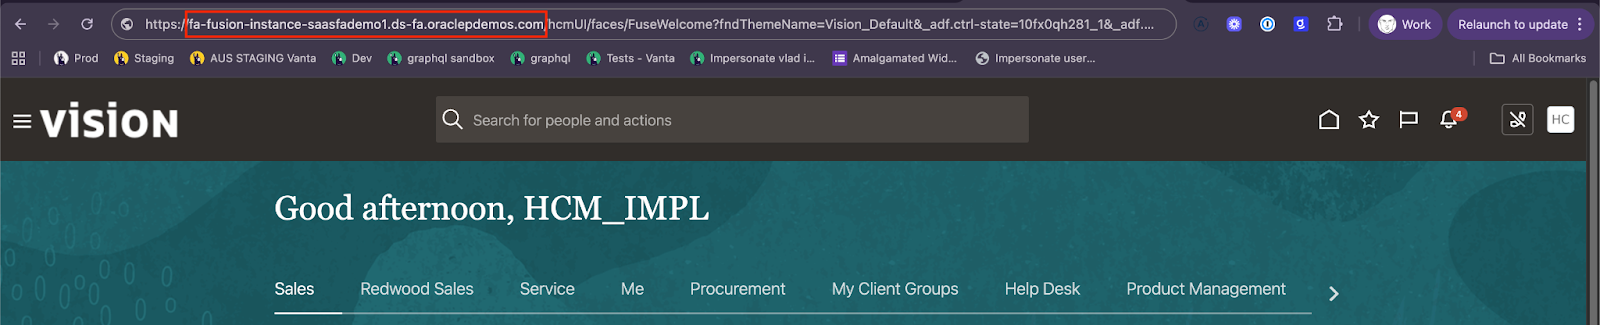 https://fa-fusion-instance-saasfademo1.ds-fa.oraclepdemos.com/hcmUI/faces/FuseWelcome?fndThemeName=Vision_Default&_adf.ctrl-state=10fx0qh281_1&_adf.... Work Relaunch to update
Prod Staging AUS STAGING Vanta Dev graphql sandbox graphql Tests - Vanta Impersonate vlad i... Amalgamated Wid... Impersonate user... All Bookmarks
vision Search for people and actions 4 HC
Good afternoon, HCM_IMPL
Sales Redwood Sales Service Me Procurement My Client Groups Help Desk Product Management